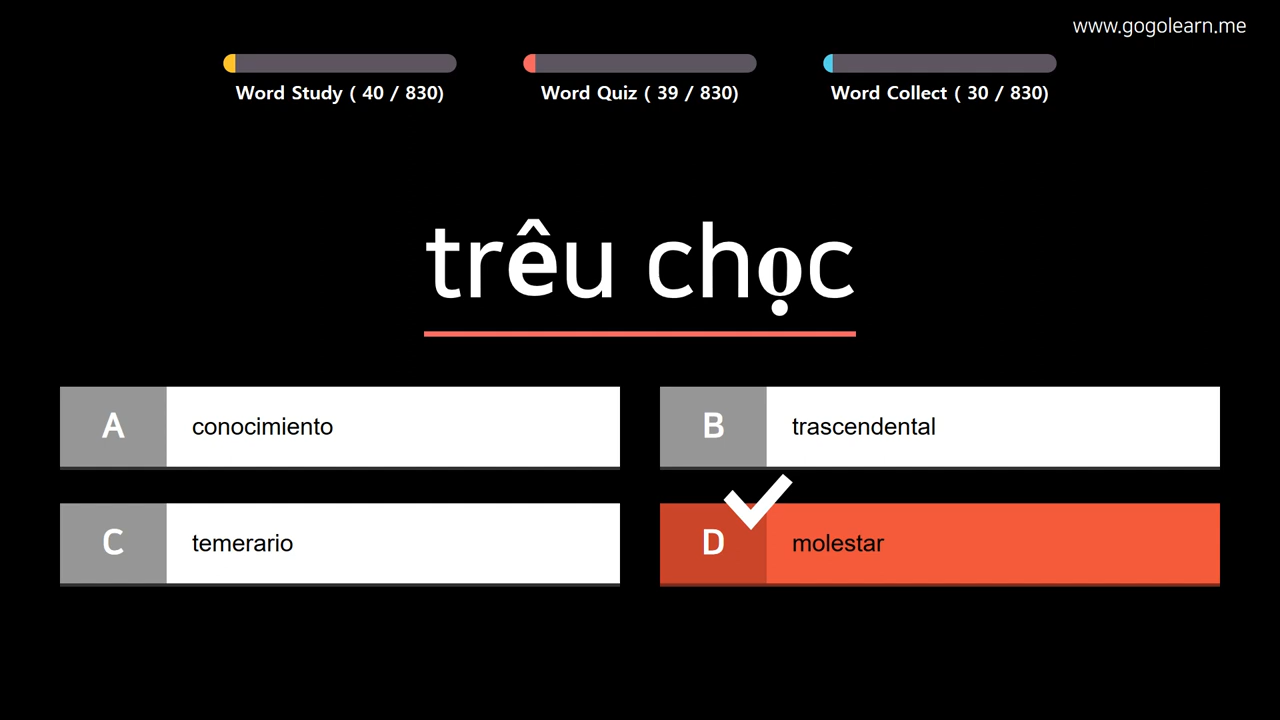 www.gogolearn.me
Word Study ( 40 / 830)
Word Quiz ( 39 / 830)
Word Collect ( 30 / 830)
trêu chọc
A conocimiento
B trascendental
C temerario
D molestar